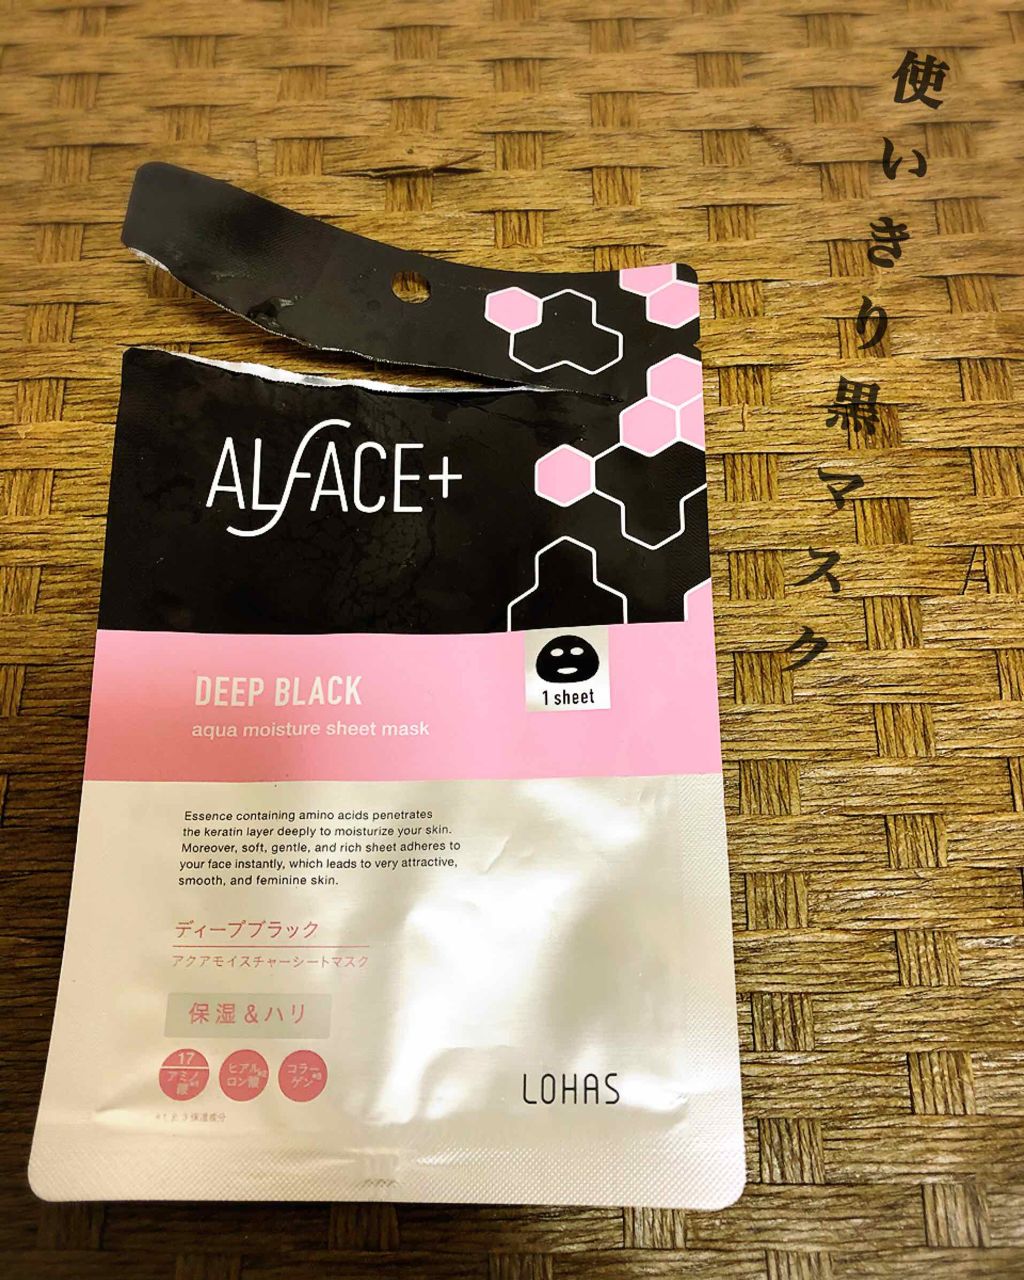 使いきり黒マスク
ALFACE+
DEEP BLACK
aqua moisture sheet mask
1 sheet
Essence containing amino acids penetrates
the keratin layer deeply to moisturize your skin.
Moreover, soft, gentle, and rich sheet adheres to
your face instantly, which leads to very attractive,
smooth, and feminine skin.
ディープブラック
アクアモイスチャーシートマスク
保湿&ハリ
17
アミノ
酸※1
ヒアル
ロン酸※2
コラー
ゲン※3
LOHAS